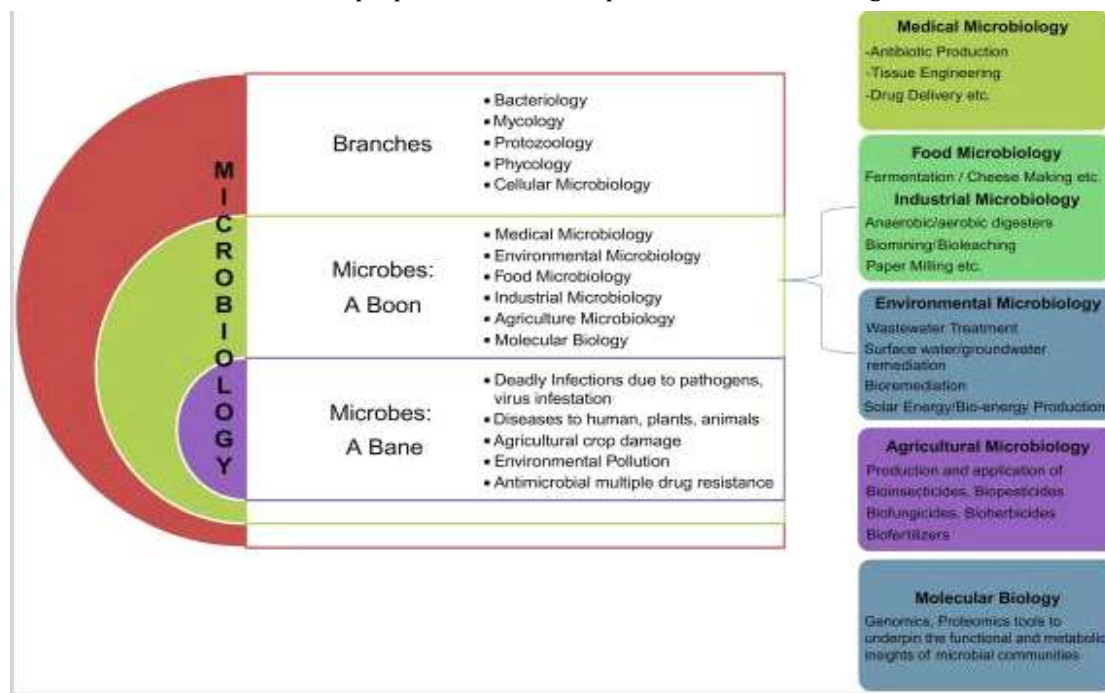 MICROBIOLOGY
Branches
• Bacteriology
• Mycology
• Protozoology
• Phycology
• Cellular Microbiology
Microbes:
A Boon
• Medical Microbiology
• Environmental Microbiology
• Food Microbiology
• Industrial Microbiology
• Agriculture Microbiology
• Molecular Biology
Microbes:
A Bane
• Deadly Infections due to pathogens,
virus infestation
• Diseases to human, plants, animals
• Agricultural crop damage
• Environmental Pollution
• Antimicrobial multiple drug resistance
Medical Microbiology
-Antibiotic Production
-Tissue Engineering
-Drug Delivery etc.
Food Microbiology
Fermentation / Cheese Making etc.
Industrial Microbiology
Anaerobic/aerobic digesters
Biomining/Bioleaching
Paper Milling etc.
Environmental Microbiology
Wastewater Treatment
Surface water/groundwater
remediation
Bioremediation
Solar Energy/Bio-energy Production
Agricultural Microbiology
Production and application of
Bioinsecticides, Biopesticides
Biofungicides, Bioherbicides
Biofertilizers
Molecular Biology
Genomics, Proteomics tools to
underpin the functional and metabolic
insights of microbial communities